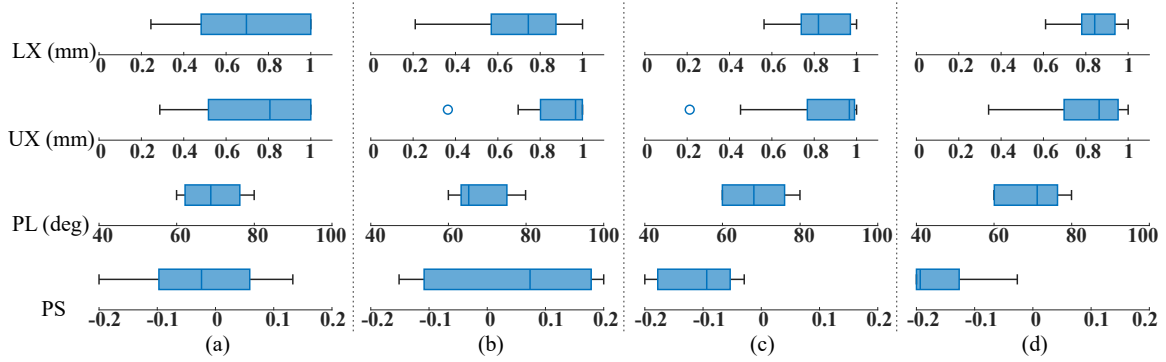 LX (mm)
0 0.2 0.4 0.6 0.8 1 0 0.2 0.4 0.6 0.8 1 0 0.2 0.4 0.6 0.8 1 0 0.2 0.4 0.6 0.8 1
UX (mm)
0 0.2 0.4 0.6 0.8 1 0 0.2 0.4 0.6 0.8 1 0 0.2 0.4 0.6 0.8 1 0 0.2 0.4 0.6 0.8 1
PL (deg)
40 60 80 100 40 60 80 100 40 60 80 100 40 60 80 100
PS
-0.2 -0.1 0 0.1 0.2 -0.2 -0.1 0 0.1 0.2 -0.2 -0.1 0 0.1 0.2 -0.2 -0.1 0 0.1 0.2
(a) (b) (c) (d)